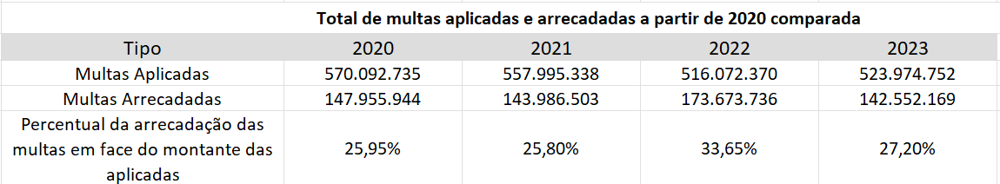 Total de multas aplicadas e arrecadadas a partir de 2020 comparada
Tipo 2020 2021 2022 2023
Multas Aplicadas 570.092.735 557.995.338 516.072.370 523.974.752
Multas Arrecadadas 147.955.944 143.986.503 173.673.736 142.552.169
Percentual da arrecadação das
multas em face do montante das 25,95% 25,80% 33,65% 27,20%
aplicadas